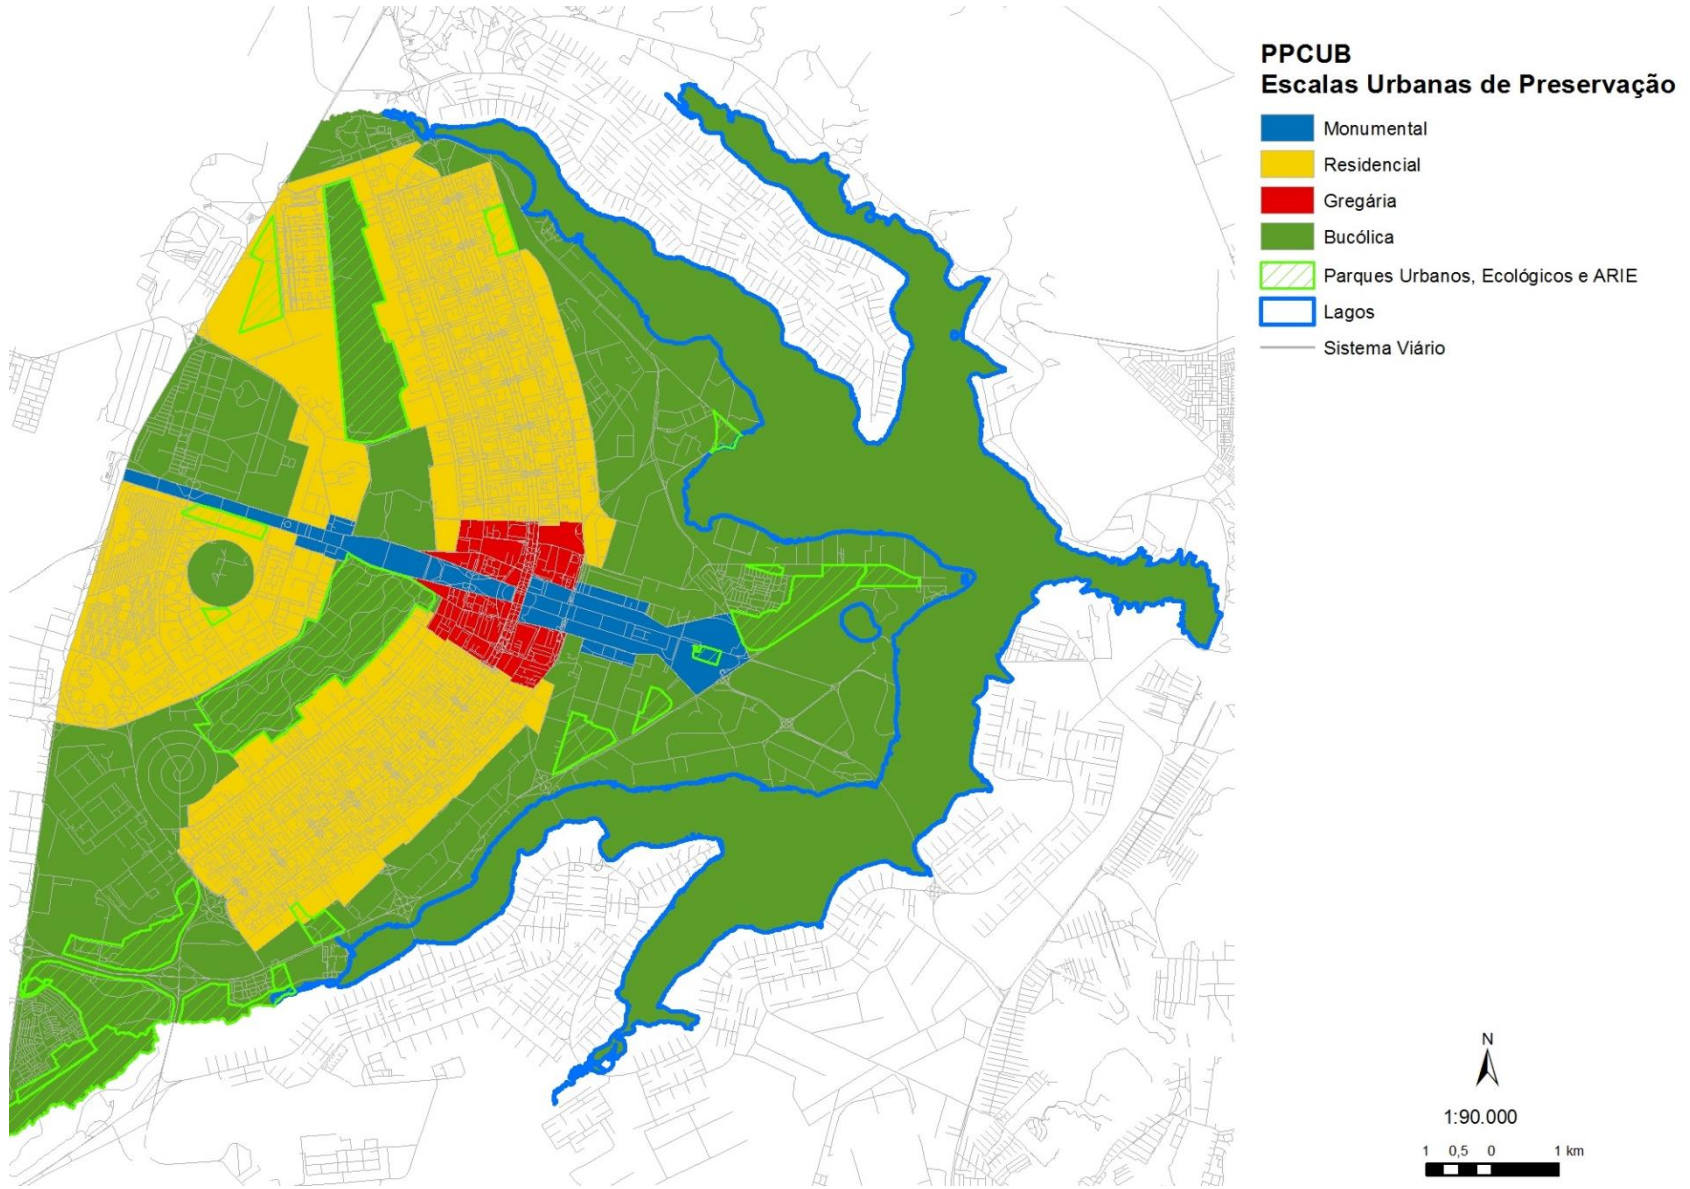 PPCUB
Escalas Urbanas de Preservação
Monumental
Residencial
Gregária
Bucólica
Parques Urbanos, Ecológicos e ARIE
Lagos
Sistema Viário
N
1:90.000
1 0,5 0 1 km